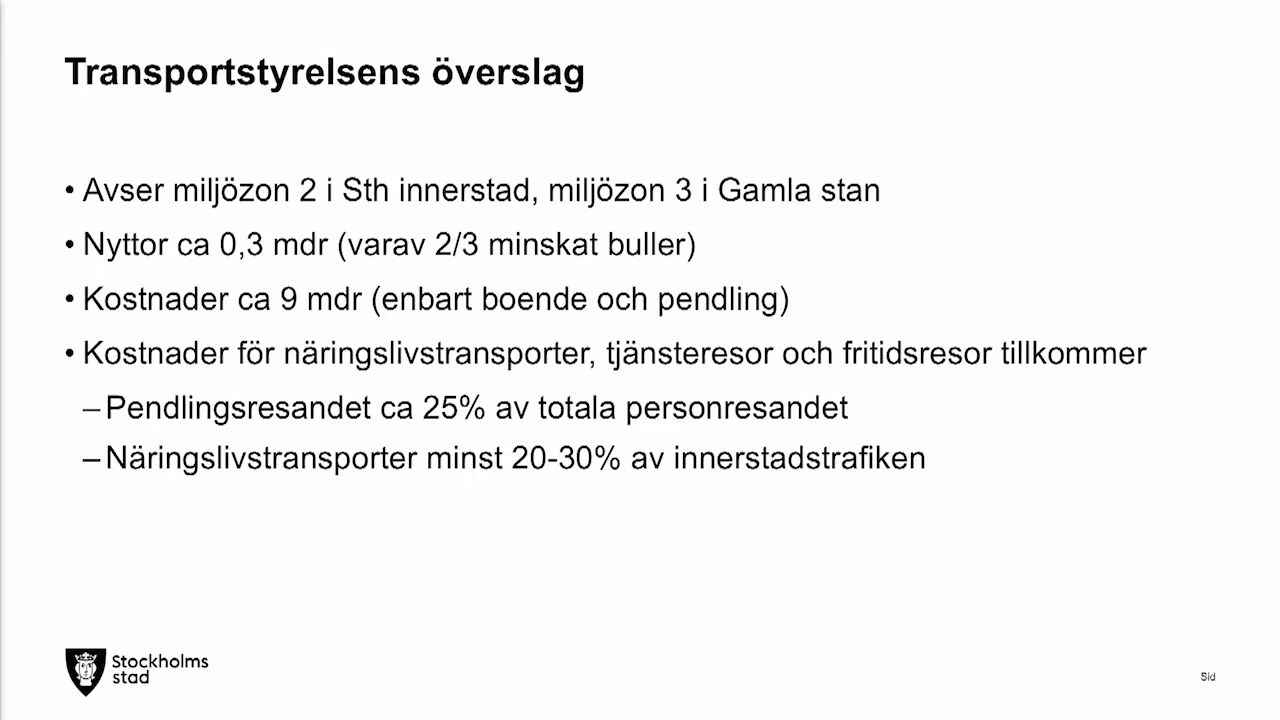 Transportstyrelsens överslag
• Avser miljözon 2 i Sth innerstad, miljözon 3 i Gamla stan
• Nyttor ca 0,3 mdr (varav 2/3 minskat buller)
• Kostnader ca 9 mdr (enbart boende och pendling)
• Kostnader för näringslivstransporter, tjänsteresor och fritidsresor tillkommer
– Pendlingsresandet ca 25% av totala personresandet
– Näringslivstransporter minst 20-30% av innerstadstrafiken
Stockholms
stad
Sid